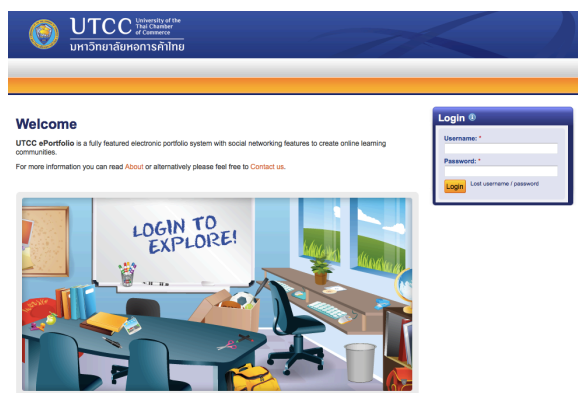 UTCC University of the
Thai Chamber
of Commerce
มหาวิทยาลัยหอการค้าไทย
Welcome
UTCC ePortfolio is a fully featured electronic portfolio system with social networking features to create online learning
communities.
For more information you can read About or alternatively please feel free to Contact us.
LOGIN TO
EXPLORE!
Login
Username: *
Password: *
Login Lost username / password